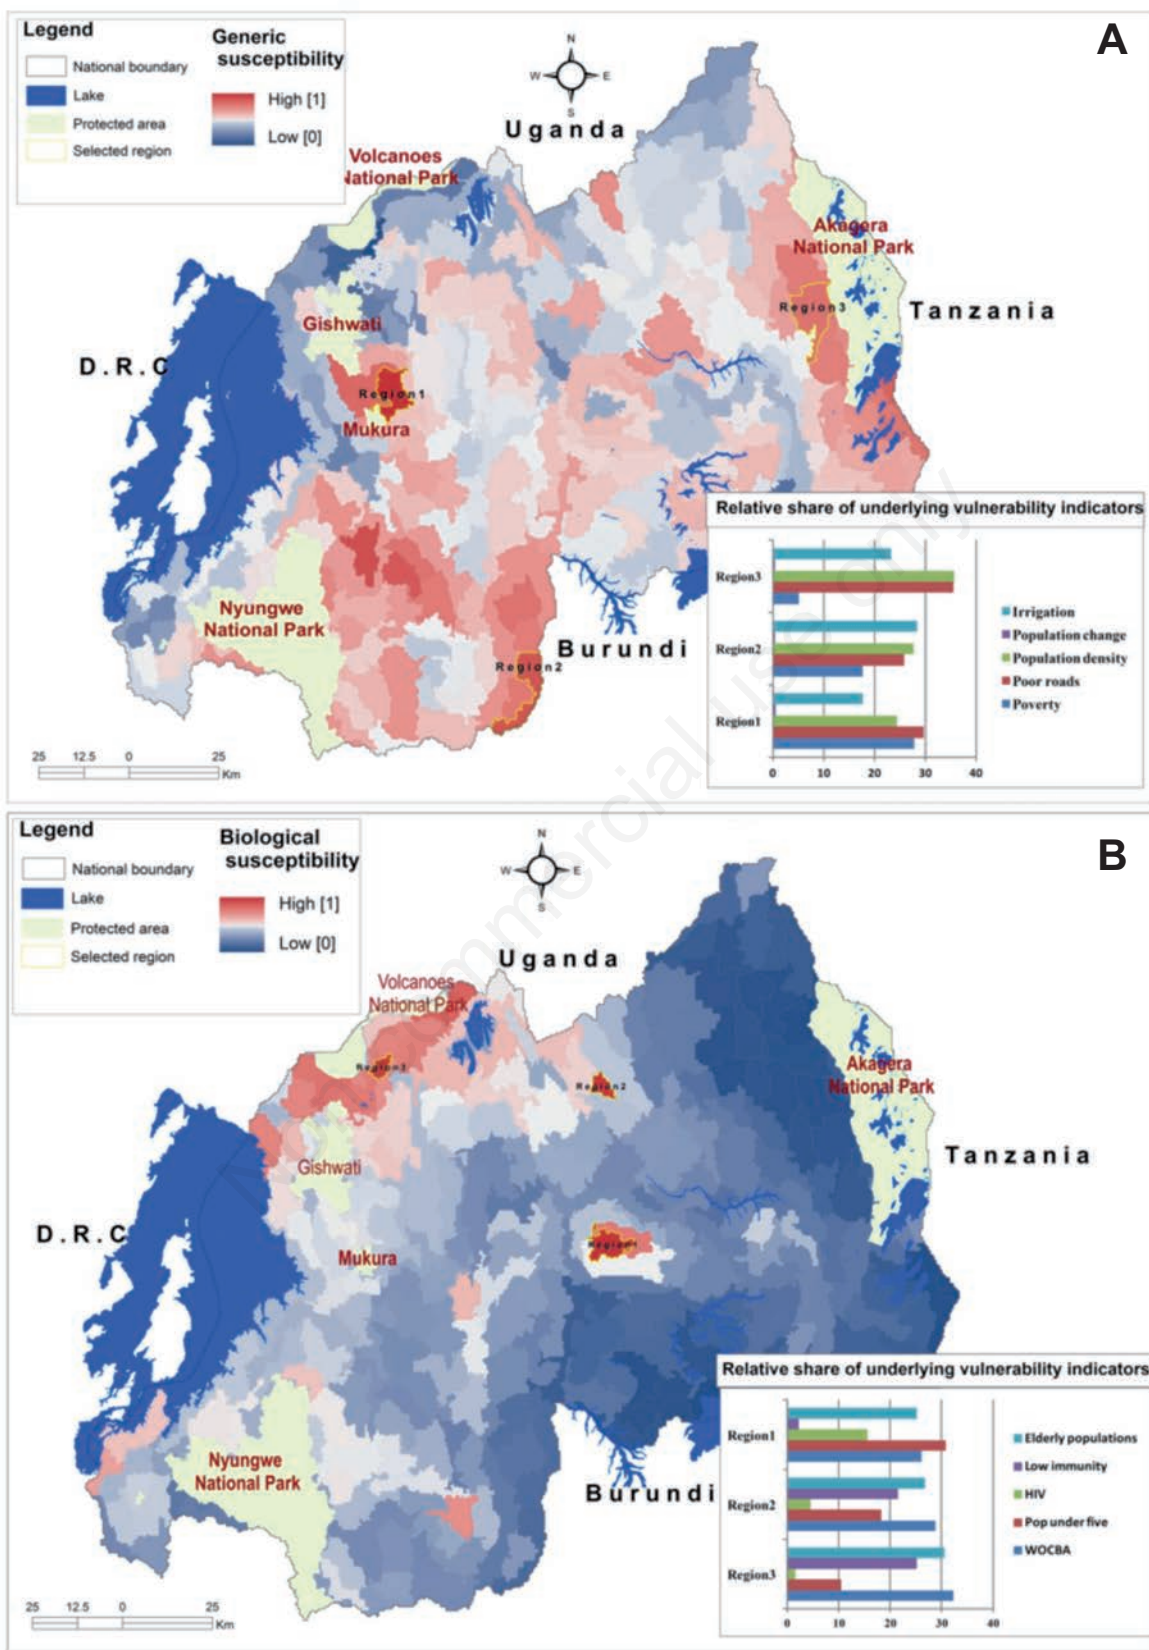 A
Legend
National boundary
Lake
Protected area
Selected region
Generic
susceptibility
High [1]
Low [0]
N
W
E
S
Uganda
Volcanoes
National Park
Akagera
National Park
Region3
Tanzania
Gishwati
D.R.C
Region1
Mukura
Nyungwe
National Park
Burundi
Region2
25 12.5 0 25
Km
Relative share of underlying vulnerability indicators
Region3
Region2
Region1
0 10 20 30 40
Irrigation
Population change
Population density
Poor roads
Poverty
B
Legend
National boundary
Lake
Protected area
Selected region
Biological
susceptibility
High [1]
Low [0]
N
W
E
S
Uganda
Volcanoes
National Park
Region3
Region2
Akagera
National Park
Tanzania
Gishwati
D.R.C
Region1
Mukura
Nyungwe
National Park
Burundi
25 12.5 0 25
Km
Relative share of underlying vulnerability indicators
Region1
Region2
Region3
0 10 20 30 40
Elderly populations
Low immunity
HIV
Pop under five
WOCBA
Non-commercial use only